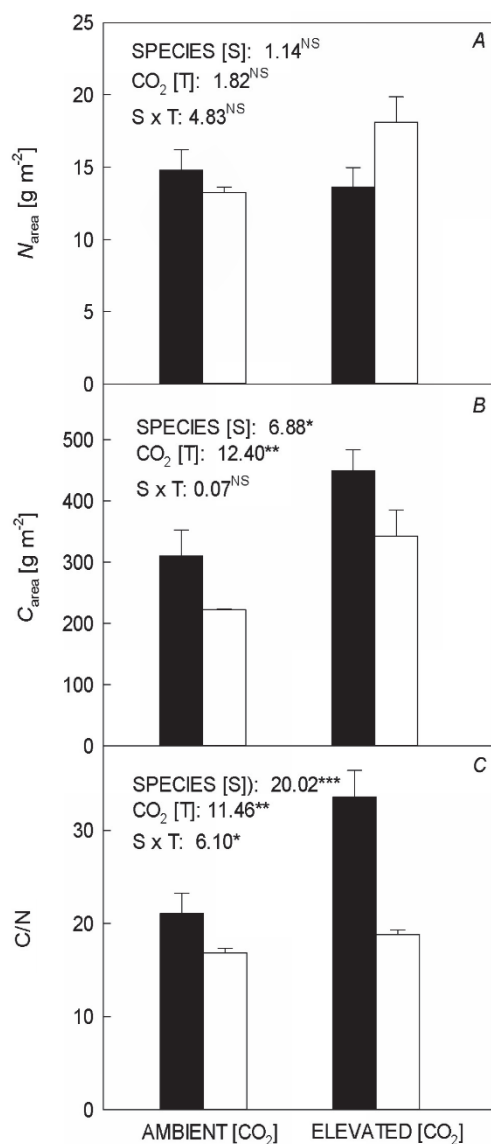 25
A
SPECIES [S]: 1.14NS
CO2 [T]: 1.82NS
S x T: 4.83NS
20
15
10
5
0
Narea [g m-2]
B
SPECIES [S]: 6.88*
CO2 [T]: 12.40**
S x T: 0.07NS
500
400
300
200
100
0
Carea [g m-2]
C
SPECIES [S]): 20.02***
CO2 [T]: 11.46**
S x T: 6.10*
30
20
10
0
C/N
AMBIENT [CO2] ELEVATED [CO2]